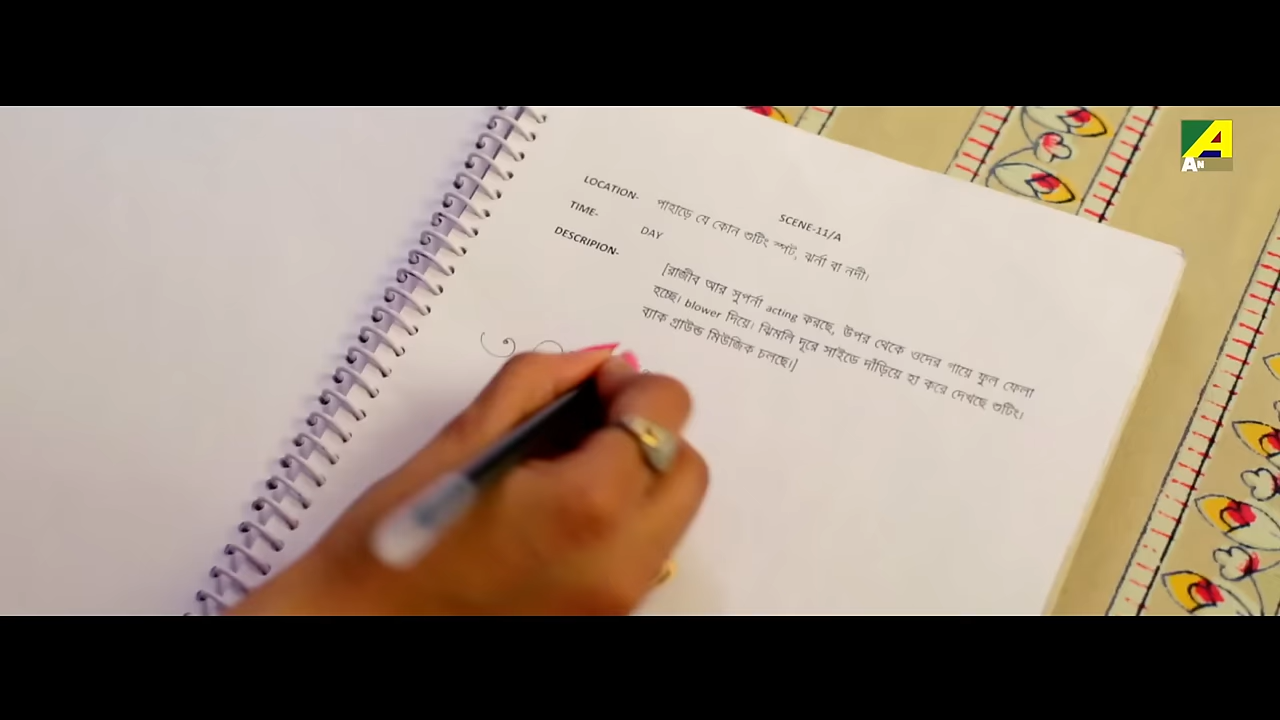 SCENE-11/A
LOCATION- পাহাড়ে যে কোন শুটিং স্পট, ঝর্না বা নদী।
TIME- DAY
DESCRIPION-
[রাজীব আর সুপর্না acting করছে, উপর থেকে ওদের গায়ে ফুল ফেলা
হচ্ছে। blower দিয়ে। ঝিমলি দূরে সাইডে দাঁড়িয়ে হা করে দেখছে শুটিং।
ব্যাক গ্রাউন্ড মিউজিক চলছে।]
A
AN